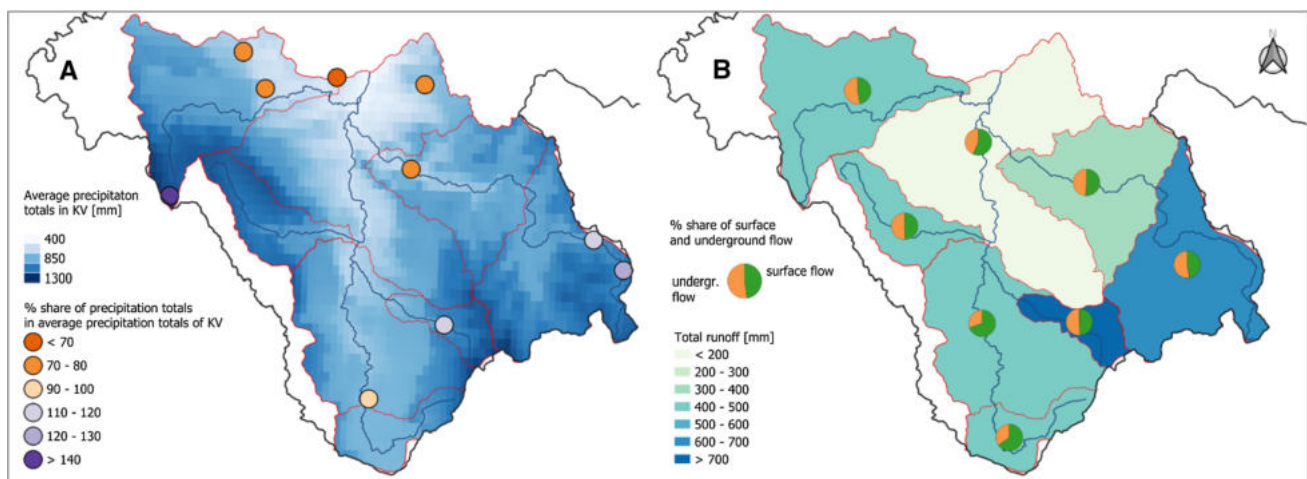 A
Average precipitaton
totals in KV [mm]
400
850
1300
% share of precipitation totals
in average precipitation totals of KV
< 70
70 - 80
90 - 100
110 - 120
120 - 130
> 140
B
N
% share of surface
and underground flow
undergr.
flow
surface flow
Total runoff [mm]
< 200
200 - 300
300 - 400
400 - 500
500 - 600
600 - 700
> 700